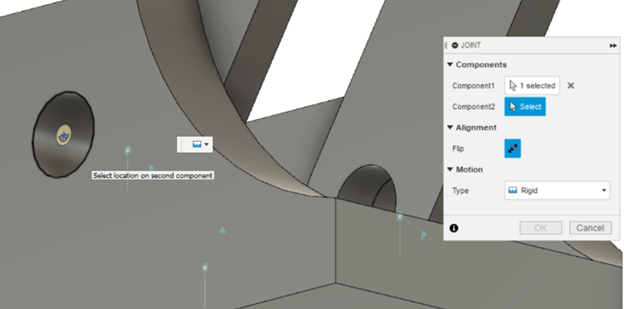 JOINT
Components
Component1
1 selected
Component2
Select
Alignment
Flip
Motion
Type
Rigid
OK
Cancel
Select location on second component